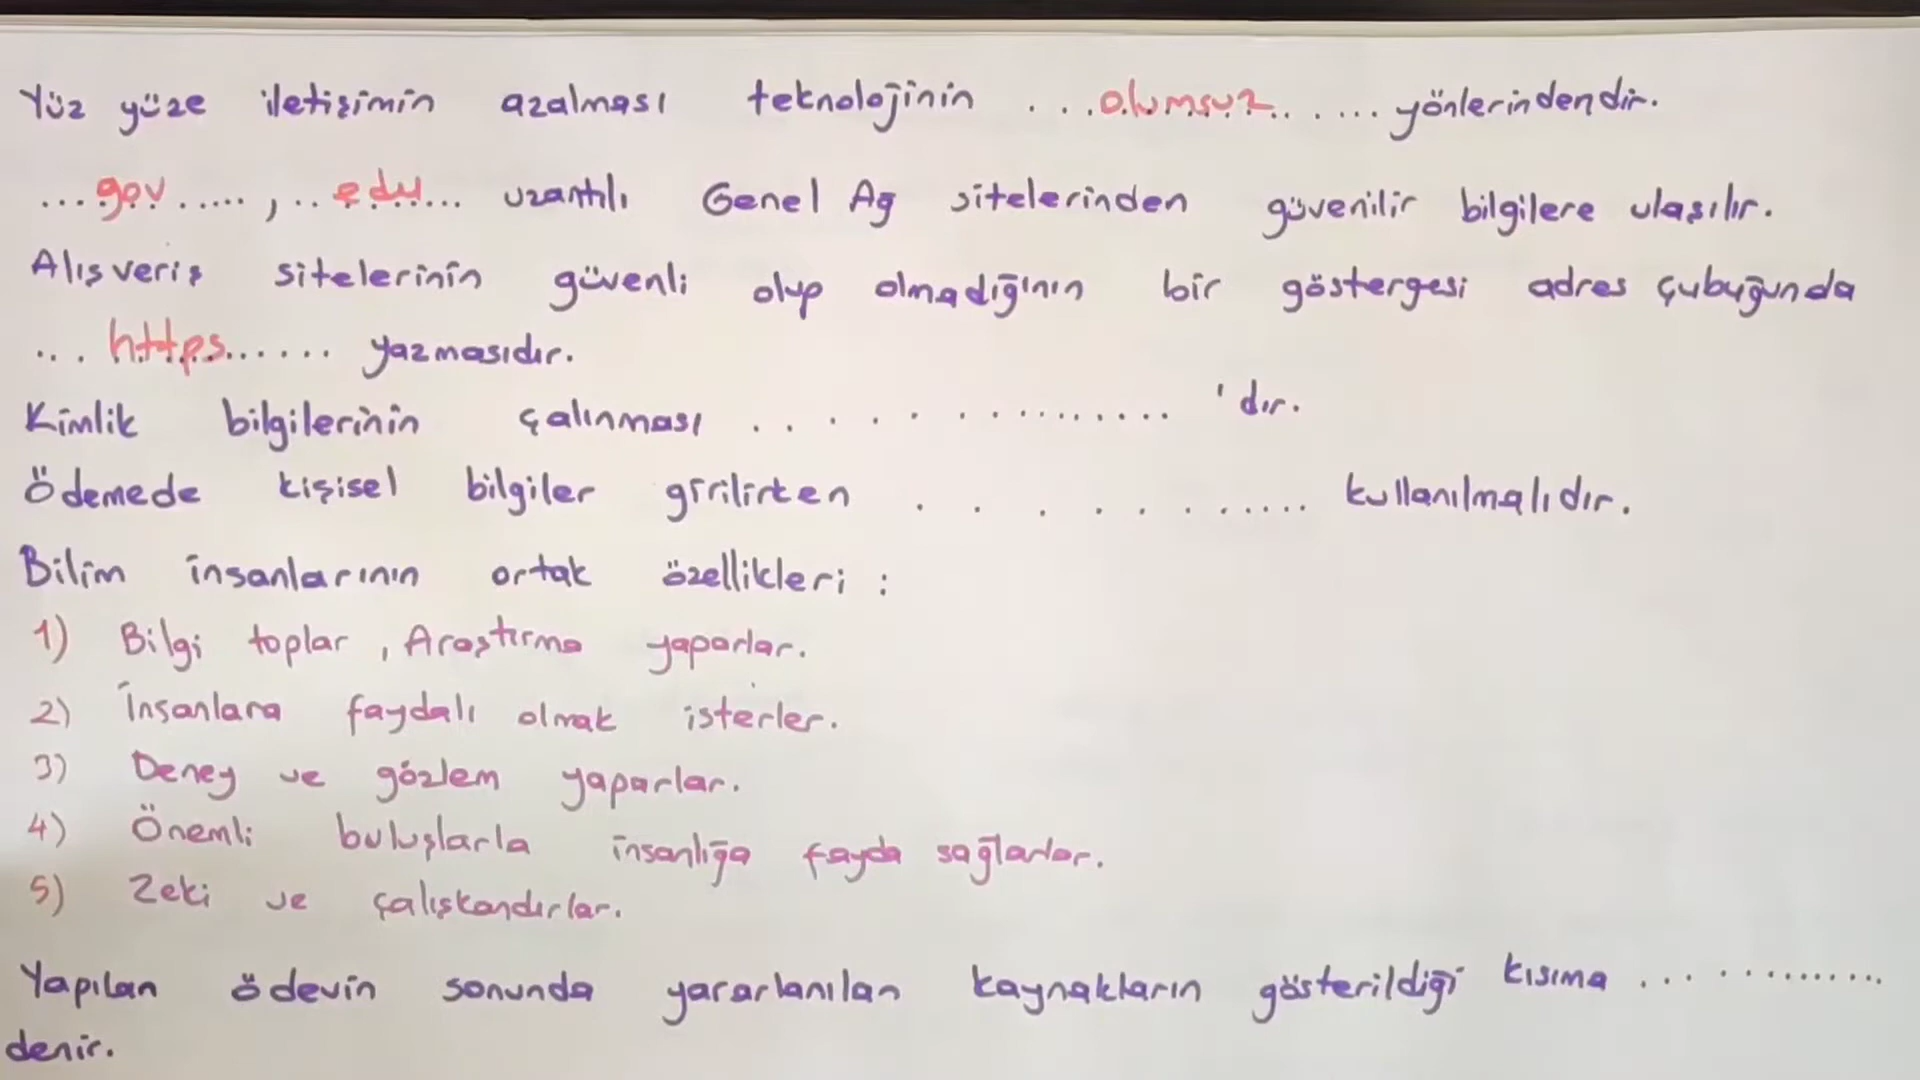 Yüz yüze iletişimin azalması teknolojinin ...olumsuz...... yönlerindendir.
...gov....., ..edu... uzantılı Genel Ağ sitelerinden güvenilir bilgilere ulaşılır.
Alışveriş sitelerinin güvenli olup olmadığının bir göstergesi adres çubuğunda
... https...... yazmasıdır.
Kimlik bilgilerinin çalınması .............. 'dır.
Ödemede kişisel bilgiler girilirken ............ kullanılmalıdır.
Bilim insanlarının ortak özellikleri :
1) Bilgi toplar , Araştırma yaparlar.
2) İnsanlara faydalı olmak isterler.
3) Deney ve gözlem yaparlar.
4) Önemli buluşlarla insanlığa fayda sağlarlar.
5) Zeki ve çalışkandırlar.
Yapılan ödevin sonunda yararlanılan kaynakların gösterildiği kısıma ............
denir.